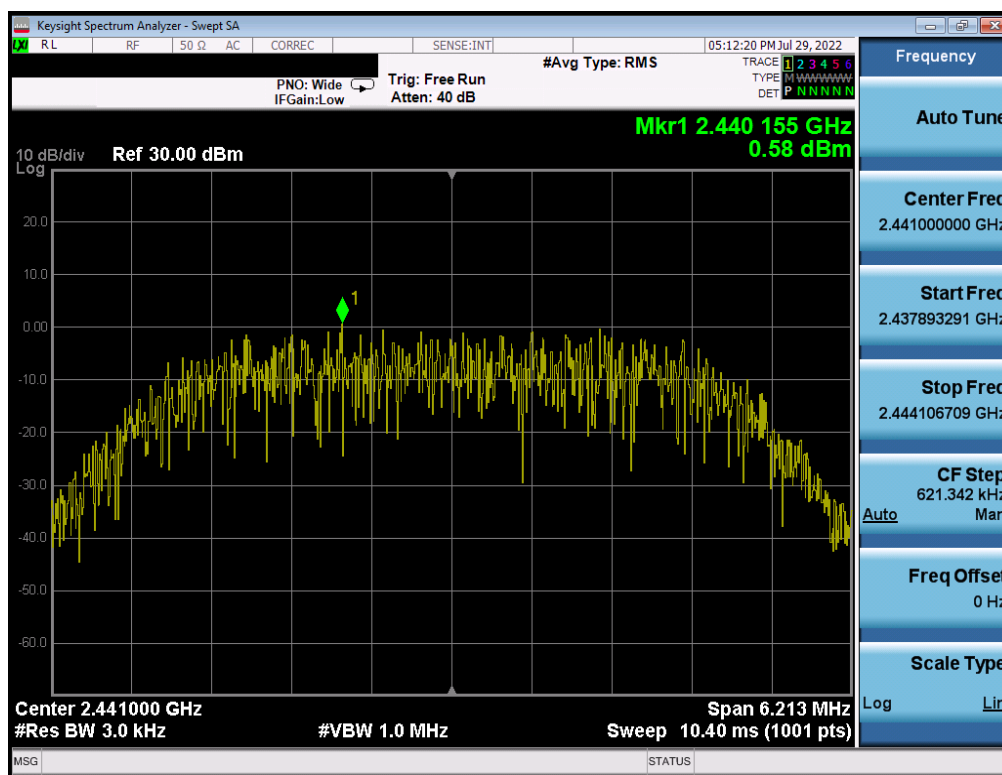 Keysight Spectrum Analyzer - Swept SA
LXI RL RF 50 Ω AC CORREC SENSE:INT 05:12:20 PM Jul 29, 2022
#Avg Type: RMS
TRACE 1 2 3 4 5 6
PNO: Wide Trig: Free Run TYPE M WWWWW
IFGain:Low Atten: 40 dB DET P N N N N N
Mkr1 2.440 155 GHz
0.58 dBm
10 dB/div Ref 30.00 dBm
Log
20.0
10.0
0.00
-10.0
-20.0
-30.0
-40.0
-50.0
-60.0
1
Center 2.441000 GHz Span 6.213 MHz
#Res BW 3.0 kHz #VBW 1.0 MHz Sweep 10.40 ms (1001 pts)
MSG STATUS
Frequency
Auto Tune
Center Freq
2.441000000 GHz
Start Freq
2.437893291 GHz
Stop Freq
2.444106709 GHz
CF Step
621.342 kHz
Auto Man
Freq Offset
0 Hz
Scale Type
Log Lin